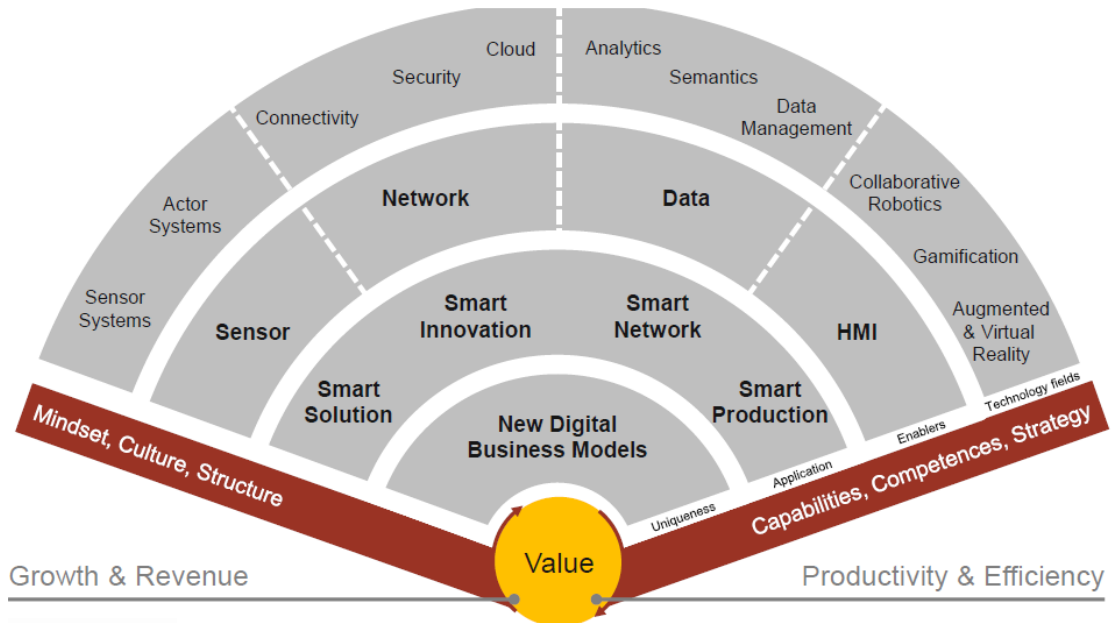 Cloud
Analytics
Security
Semantics
Connectivity
Data
Management
Actor
Systems
Network
Data
Collaborative
Robotics
Gamification
Sensor
Systems
Sensor
Smart
Innovation
Smart
Network
HMI
Augmented
& Virtual
Reality
Smart
Solution
Smart
Production
New Digital
Business Models
Technology fields
Enablers
Application
Uniqueness
Mindset, Culture, Structure
Capabilities, Competences, Strategy
Value
Growth & Revenue
Productivity & Efficiency